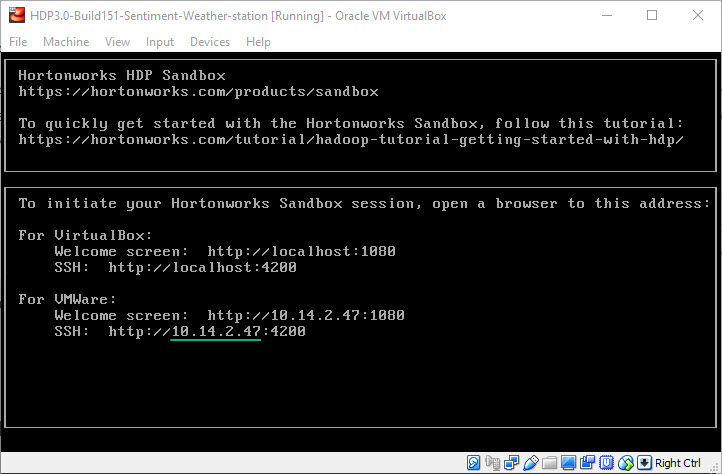 HDP3.0-Build151-Sentiment-Weather-station [Running] - Oracle VM VirtualBox
File Machine View Input Devices Help
Hortonworks HDP Sandbox
https://hortonworks.com/products/sandbox
To quickly get started with the Hortonworks Sandbox, follow this tutorial:
https://hortonworks.com/tutorial/hadoop-tutorial-getting-started-with-hdp/
To initiate your Hortonworks Sandbox session, open a browser to this address:
For VirtualBox:
Welcome screen: http://localhost:1080
SSH: http://localhost:4200
For VMWare:
Welcome screen: http://10.14.2.47:1080
SSH: http://10.14.2.47:4200
Right Ctrl